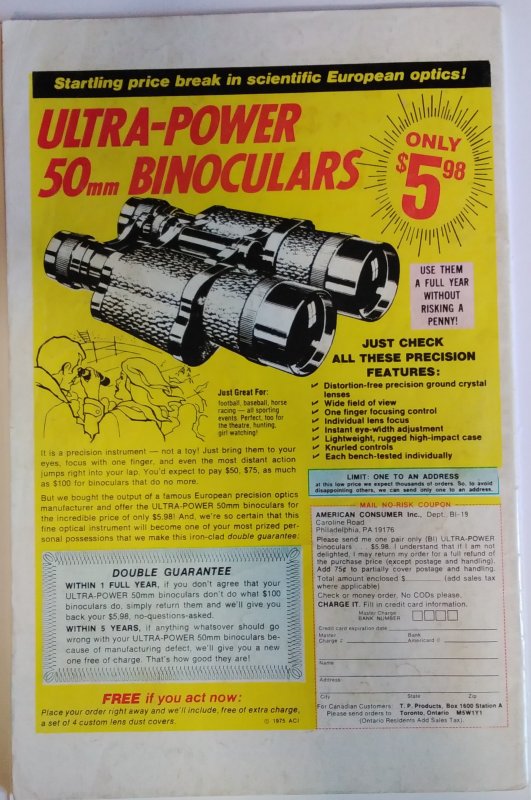 Startling price break in scientific European optics!
ULTRA-POWER
50mm BINOCULARS
ONLY
$5 98
USE THEM
A FULL YEAR
WITHOUT
RISKING A
PENNY!
JUST CHECK
ALL THESE PRECISION
FEATURES:
✓ Distortion-free precision ground crystal
lenses
✓ Wide field of view
✓ One finger focusing control
✓ Individual lens focus
✓ Instant eye-width adjustment
✓ Lightweight, rugged high-impact case
✓ Knurled controls
✓ Each bench-tested individually
Just Great For:
football, baseball, horse
racing — all sporting
events. Perfect, too for
the theatre, hunting,
girl watching!
It is a precision instrument — not a toy! Just bring them to your
eyes, focus with one finger, and even the most distant action
jumps right into your lap. You'd expect to pay $50, $75, as much
as $100 for binoculars that do no more.
But we bought the output of a famous European precision optics
manufacturer and offer the ULTRA-POWER 50mm binoculars for
the incredible price of only $5.98! And, we're so certain that this
fine optical instrument will become one of your most prized per-
sonal possessions that we make this iron-clad double guarantee:
DOUBLE GUARANTEE
WITHIN 1 FULL YEAR, if you don't agree that your
ULTRA-POWER 50mm binoculars don't do what $100
binoculars do, simply return them and we'll give you
back your $5.98, no-questions-asked.
WITHIN 5 YEARS, if anything whatsoever should go
wrong with your ULTRA-POWER 50mm binoculars be-
cause of manufacturing defect, we'll give you a new
one free of charge. That's how good they are!
FREE if you act now:
Place your order right away and we'll include, free of extra charge,
a set of 4 custom lens dust covers.
© 1975 ACI
LIMIT: ONE TO AN ADDRESS
at this low price we expect thousands of orders. So, to avoid
disappointing others, we can send only one to an address.
MAIL NO-RISK COUPON
AMERICAN CONSUMER Inc., Dept. BI-19
Caroline Road
Philadelphia, PA 19176
Please send me one pair only (BI) ULTRA-POWER
binoculars . . . $5.98. I understand that if I am not
delighted, I may return my order for a full refund of
the purchase price (except postage and handling).
Add 75¢ to partially cover postage and handling.
Total amount enclosed $ (add sales tax
where applicable)
Check or money order, No CODs please.
CHARGE IT. Fill in credit card information.
Master Charge
BANK NUMBER
Credit card expiration date
Master
Charge #
Bank
Americard #
Name
Address
City State Zip
For Canadian Customers: T. P. Products, Box 1600 Station A
Please send orders to Toronto, Ontario M5W1Y1
(Ontario Residents Add Sales Tax)